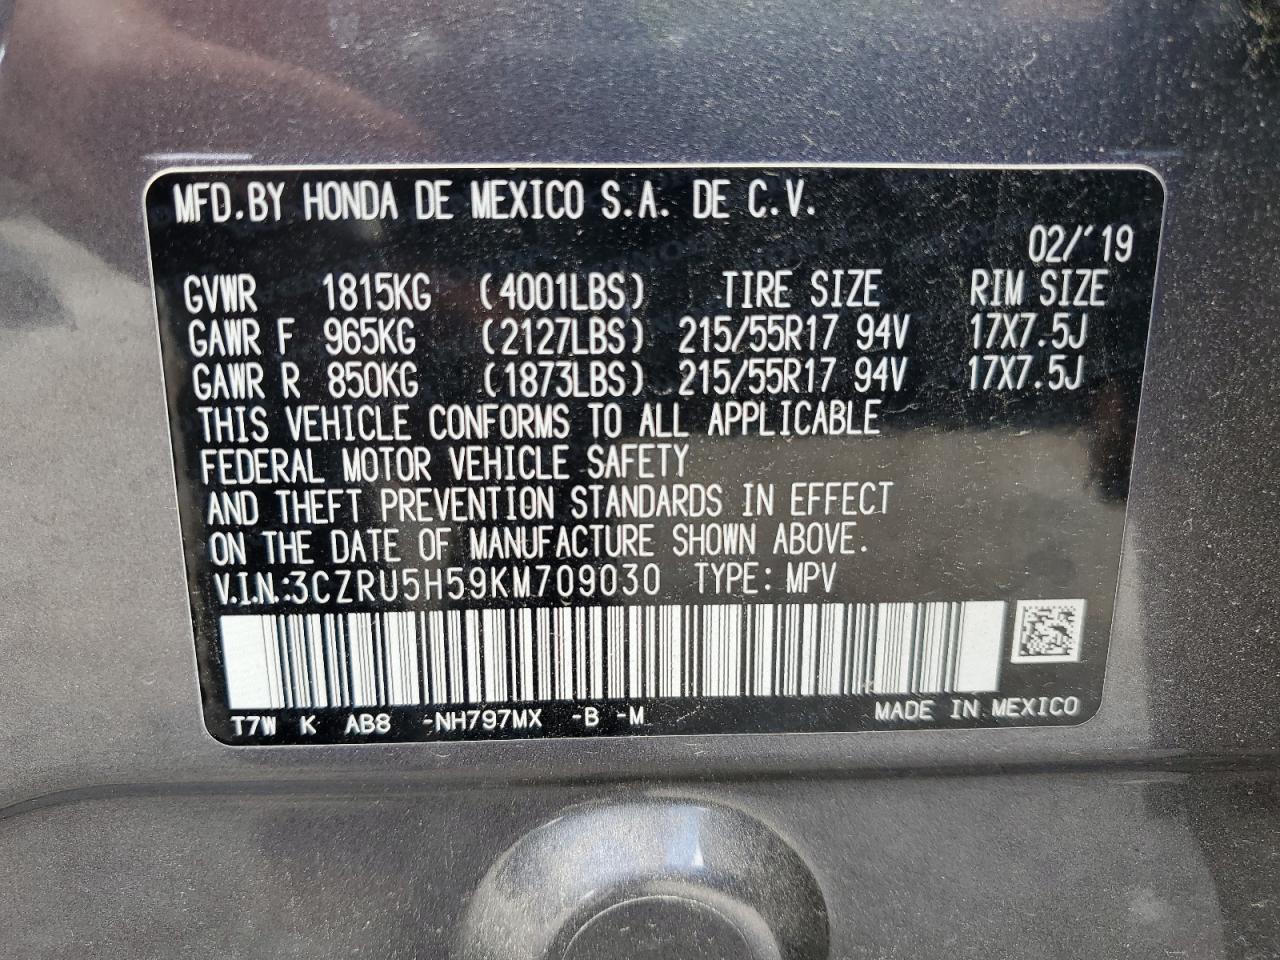 MFD.BY HONDA DE MEXICO S.A. DE C.V.
02/'19
GVWR 1815KG (4001LBS) TIRE SIZE RIM SIZE
GAWR F 965KG (2127LBS) 215/55R17 94V 17X7.5J
GAWR R 850KG (1873LBS) 215/55R17 94V 17X7.5J
THIS VEHICLE CONFORMS TO ALL APPLICABLE
FEDERAL MOTOR VEHICLE SAFETY
AND THEFT PREVENTION STANDARDS IN EFFECT
ON THE DATE OF MANUFACTURE SHOWN ABOVE.
V.I.N.:3CZRU5H59KM709030 TYPE: MPV
T7W K AB8 -NH797MX -B -M MADE IN MEXICO